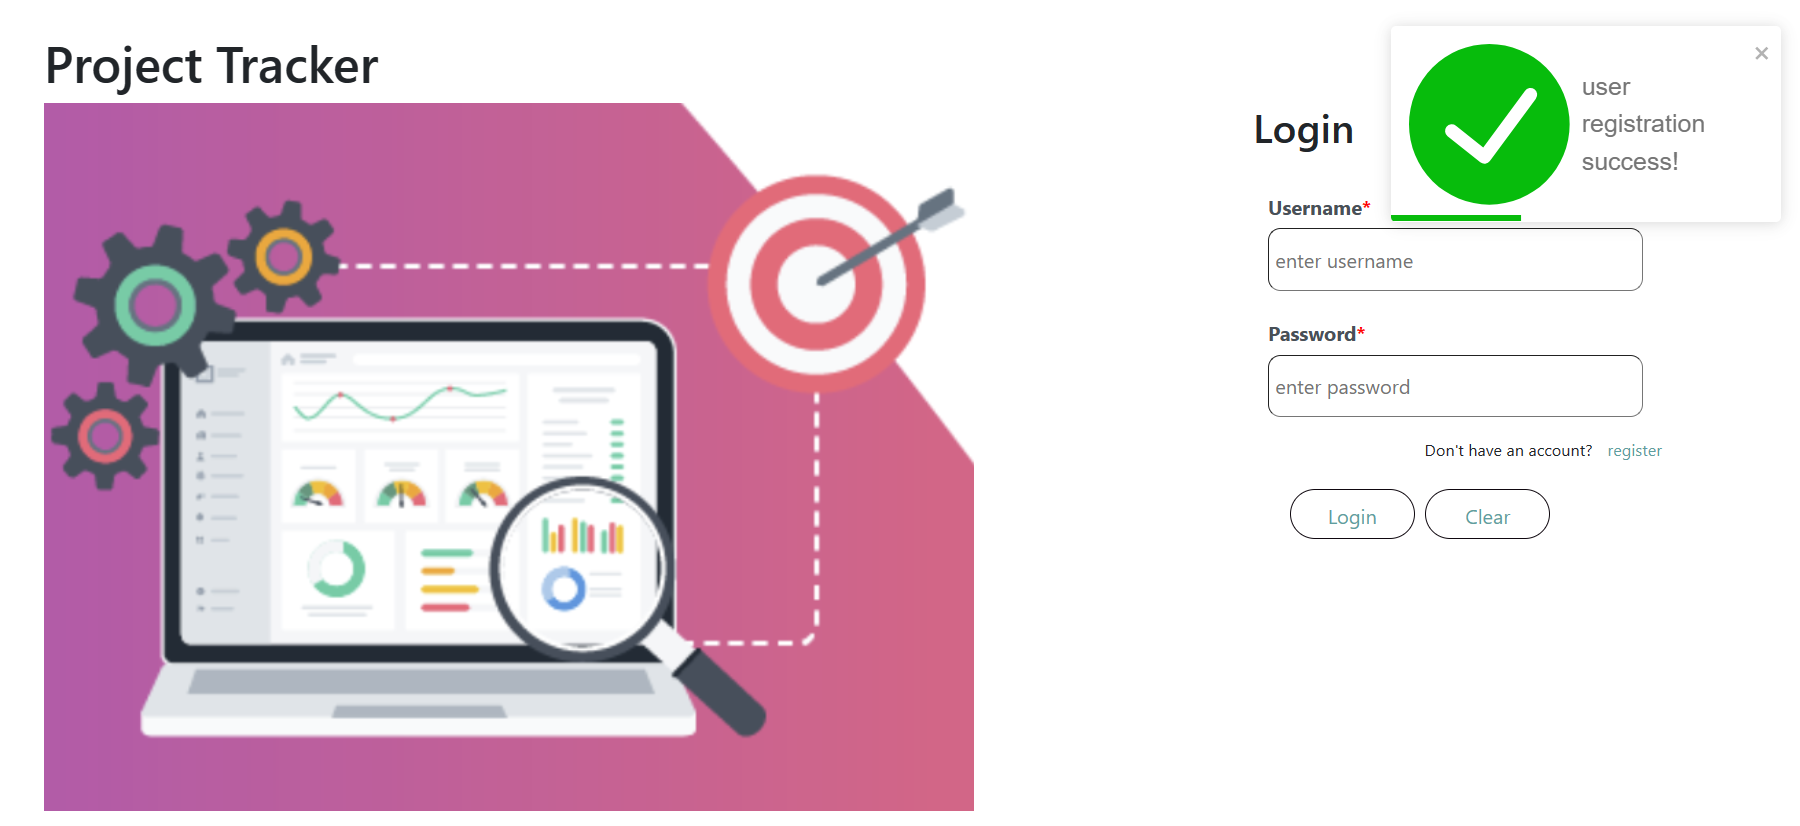 Project Tracker
Login
user
registration
success!
×
Username*
enter username
Password*
enter password
Don't have an account? register
Login
Clear